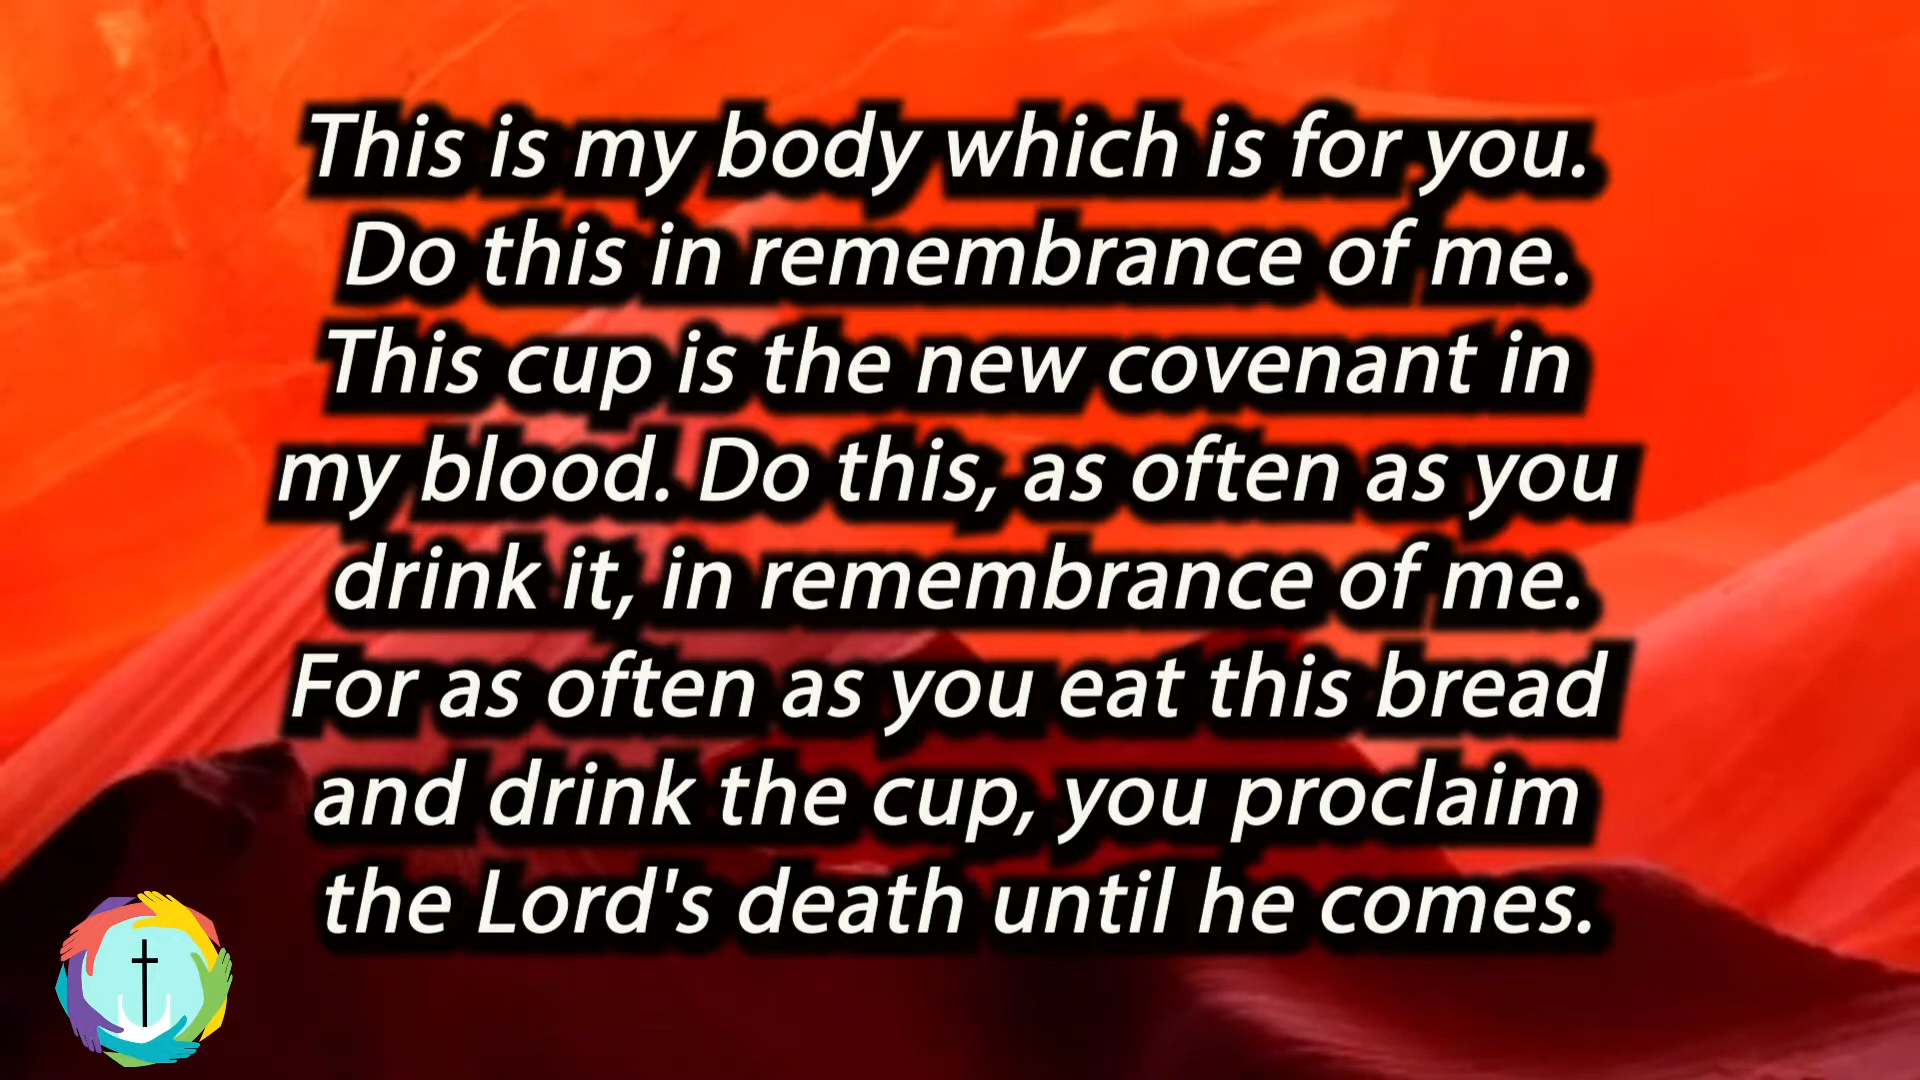 This is my body which is for you.
Do this in remembrance of me.
This cup is the new covenant in
my blood. Do this, as often as you
drink it, in remembrance of me.
For as often as you eat this bread
and drink the cup, you proclaim
the Lord's death until he comes.